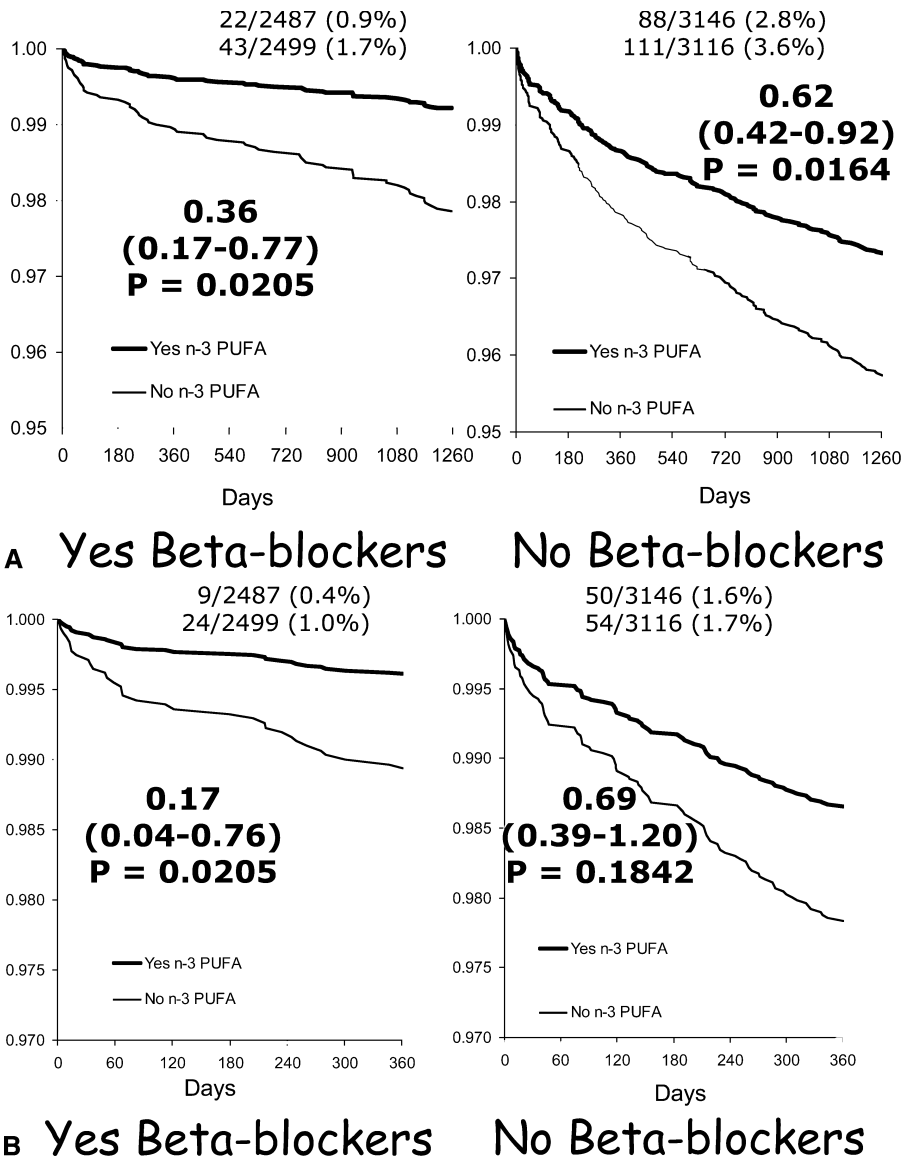 22/2487 (0.9%)
43/2499 (1.7%)
1.00
0.99
0.98
0.97
0.96
0.95
0.36
(0.17-0.77)
P = 0.0205
Yes n-3 PUFA
No n-3 PUFA
0 180 360 540 720 900 1080 1260
Days
88/3146 (2.8%)
111/3116 (3.6%)
1.00
0.99
0.98
0.97
0.96
0.95
0.62
(0.42-0.92)
P = 0.0164
Yes n-3 PUFA
No n-3 PUFA
0 180 360 540 720 900 1080 1260
Days
A Yes Beta-blockers No Beta-blockers
9/2487 (0.4%)
24/2499 (1.0%)
1.000
0.995
0.990
0.985
0.980
0.975
0.970
0.17
(0.04-0.76)
P = 0.0205
Yes n-3 PUFA
No n-3 PUFA
0 60 120 180 240 300 360
Days
50/3146 (1.6%)
54/3116 (1.7%)
1.000
0.995
0.990
0.985
0.980
0.975
0.970
0.69
(0.39-1.20)
P = 0.1842
Yes n-3 PUFA
No n-3 PUFA
0 60 120 180 240 300 360
Days
B Yes Beta-blockers No Beta-blockers